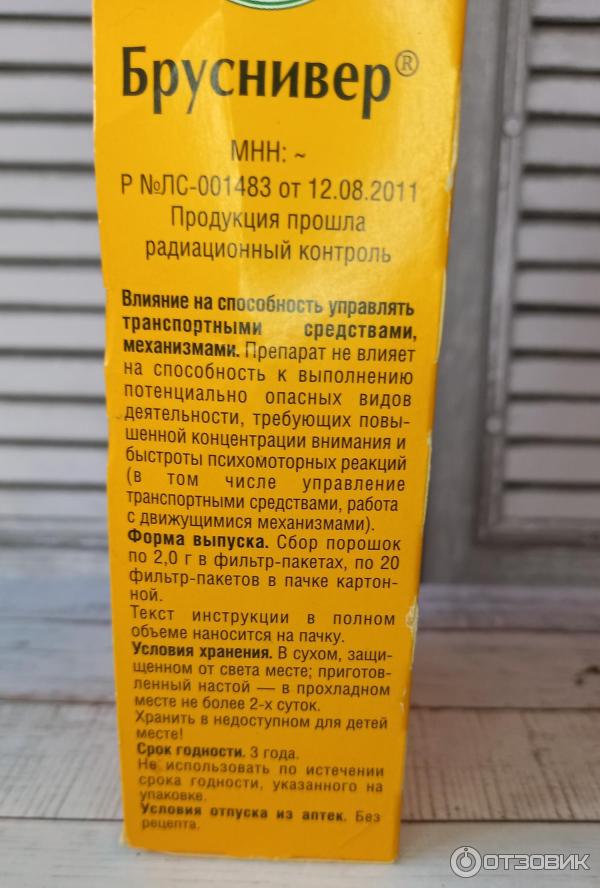 Бруснивер®
МНН: ~
Р №ЛС-001483 от 12.08.2011
Продукция прошла
радиационный контроль
Влияние на способность управлять
транспортными средствами,
механизмами. Препарат не влияет
на способность к выполнению
потенциально опасных видов
деятельности, требующих повы-
шенной концентрации внимания и
быстроты психомоторных реакций
(в том числе управление
транспортными средствами, работа
с движущимися механизмами).
Форма выпуска. Сбор порошок
по 2,0 г в фильтр-пакетах, по 20
фильтр-пакетов в пачке картон-
ной.
Текст инструкции в полном
объеме наносится на пачку.
Условия хранения. В сухом, защи-
щенном от света месте; приготов-
ленный настой — в прохладном
месте не более 2-х суток.
Хранить в недоступном для детей
месте!
Срок годности. 3 года.
Не использовать по истечении
срока годности, указанного на
упаковке.
Условия отпуска из аптек. Без
рецепта.
ОТЗОВИК